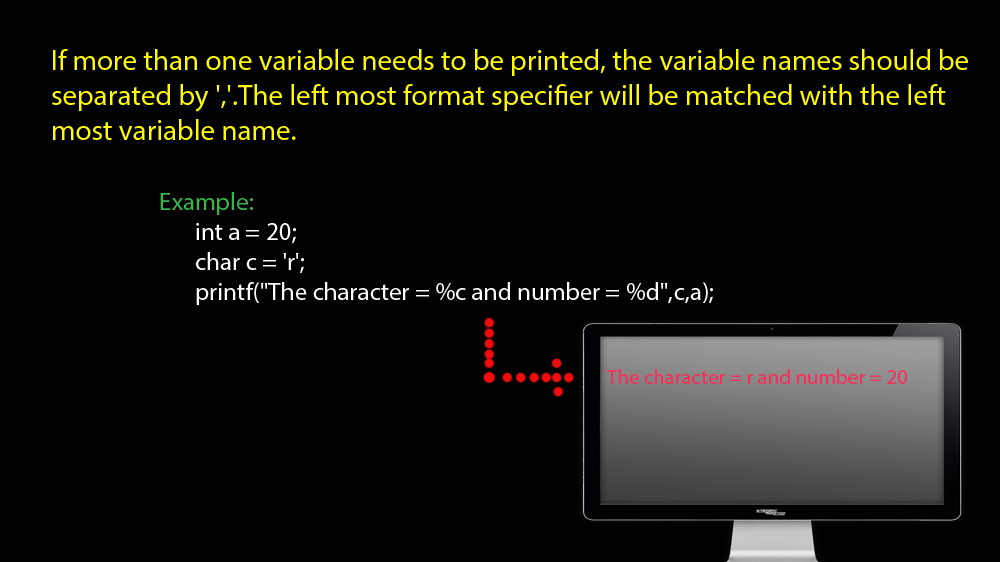 If more than one variable needs to be printed, the variable names should be
separated by ','.The left most format specifier will be matched with the left
most variable name.
Example:
int a = 20;
char c = 'r';
printf("The character = %c and number = %d",c,a);
The character = r and number = 20